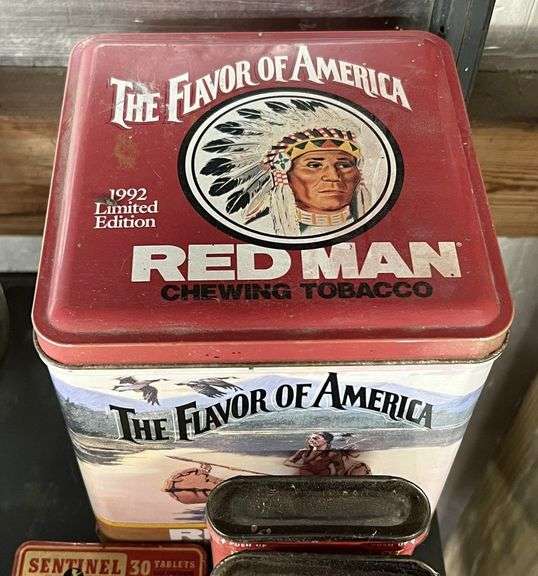 THE FLAVOR OF AMERICA
1992
Limited
Edition
RED MAN
CHEWING TOBACCO
THE FLAVOR OF AMERICA
SENTINEL 30 TABLETS